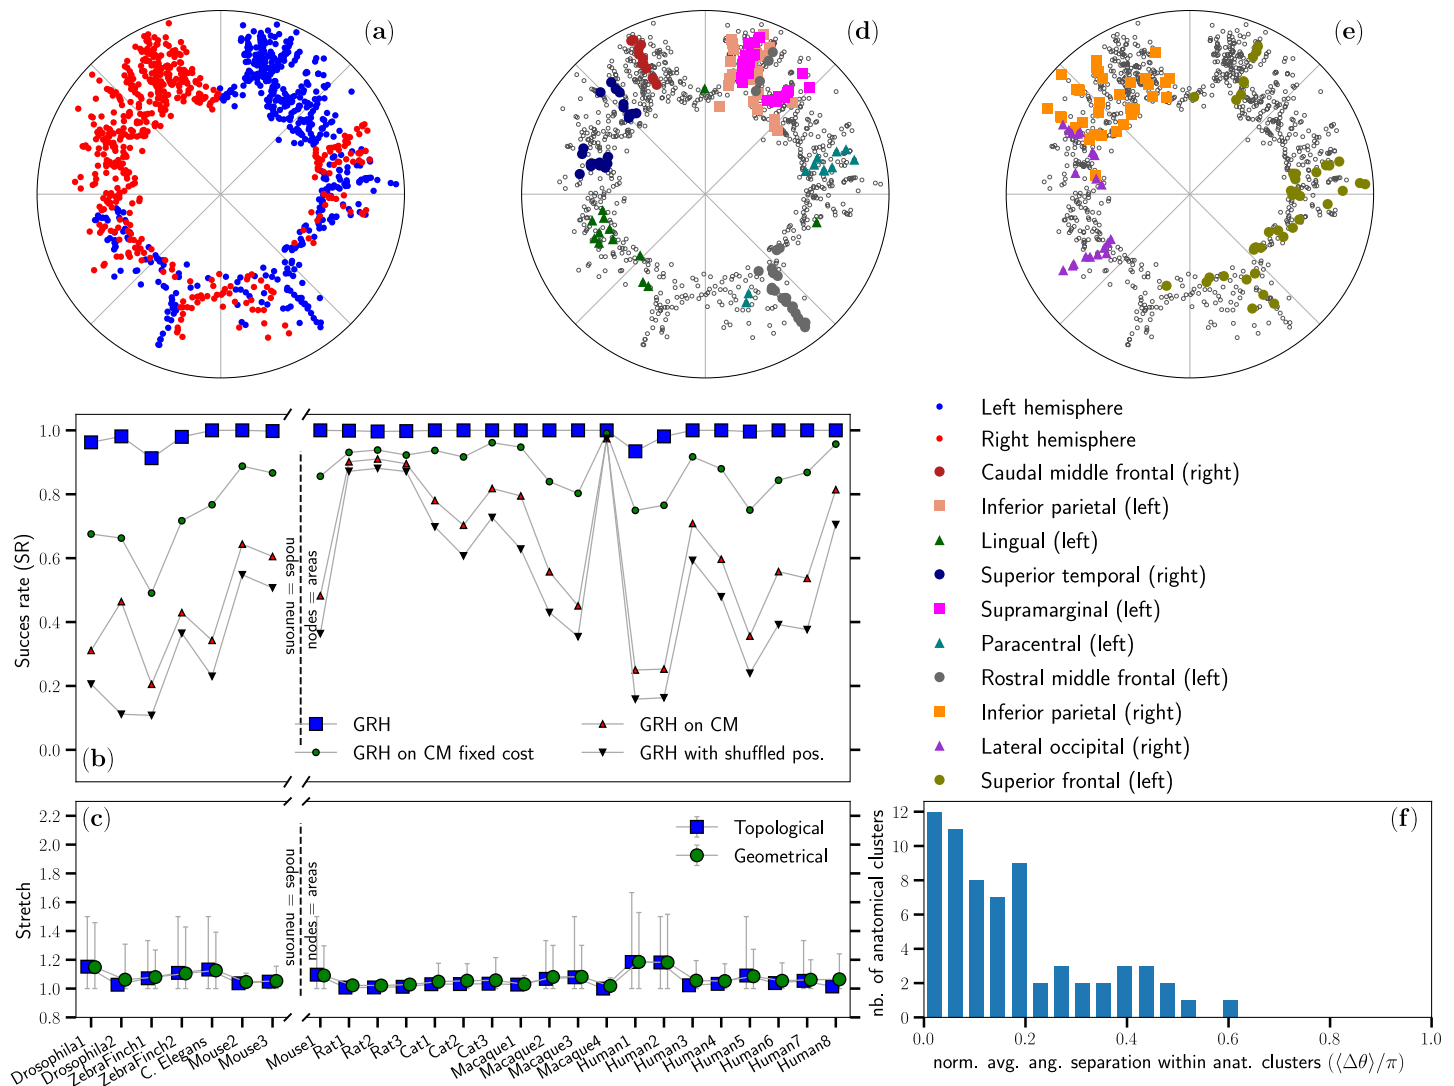 (a)
(d)
(e)
Left hemisphere
Right hemisphere
Caudal middle frontal (right)
Inferior parietal (left)
Lingual (left)
Superior temporal (right)
Supramarginal (left)
Paracentral (left)
Rostral middle frontal (left)
Inferior parietal (right)
Lateral occipital (right)
Superior frontal (left)
Succes rate (SR)
1.0
0.8
0.6
0.4
0.2
0.0
nodes = neurons
nodes = areas
GRH
GRH on CM fixed cost
GRH on CM
GRH with shuffled pos.
(b)
(c)
Stretch
2.2
2.0
1.8
1.6
1.4
1.2
1.0
0.8
nodes = neurons
nodes = areas
Topological
Geometrical
Drosophila1
Drosophila2
ZebraFinch1
ZebraFinch2
C. Elegans
Mouse2
Mouse3
Mouse1
Rat1
Rat2
Rat3
Cat1
Cat2
Cat3
Macaque1
Macaque2
Macaque3
Macaque4
Human1
Human2
Human3
Human4
Human5
Human6
Human7
Human8
(f)
nb. of anatomical clusters
12
10
8
6
4
2
0
0.0
0.2
0.4
0.6
0.8
1.0
norm. avg. ang. separation within anat. clusters (⟨Δθ⟩/π)